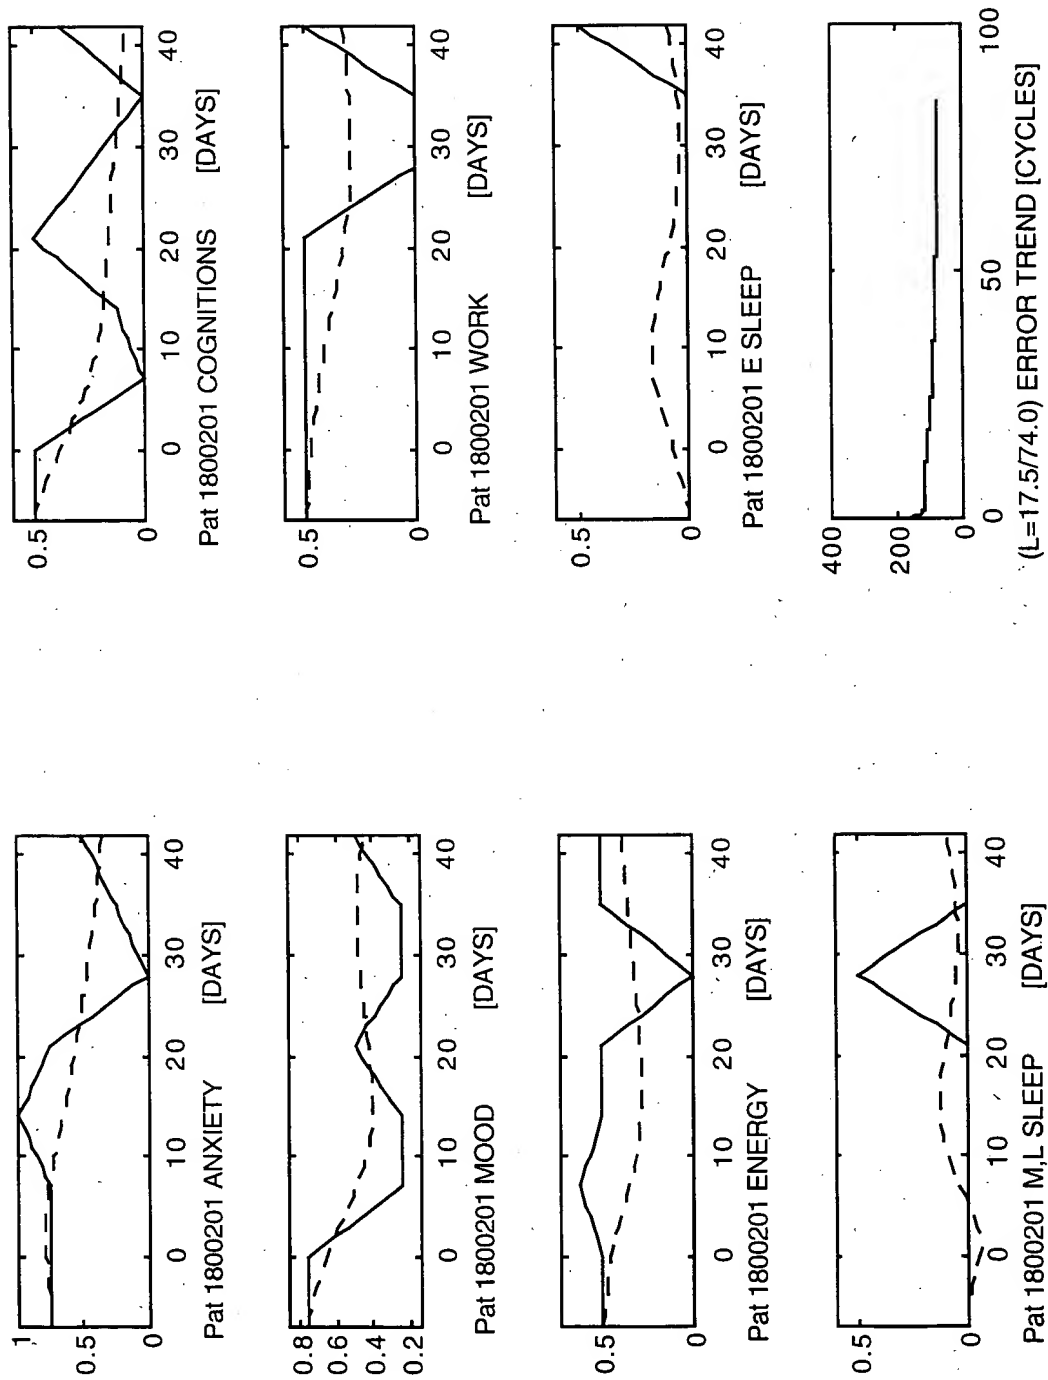 1
0.5
0
0 10 20 30 40
Pat 1800201 ANXIETY [DAYS]
0.5
0
0 10 20 30 40
Pat 1800201 COGNITIONS [DAYS]
0.8
0.6
0.4
0.2
0 10 20 30 40
Pat 1800201 MOOD [DAYS]
0.5
0
0 10 20 30 40
Pat 1800201 WORK [DAYS]
0.5
0
0 10 20 30 40
Pat 1800201 ENERGY [DAYS]
0.5
0
0 10 20 30 40
Pat 1800201 E SLEEP [DAYS]
0.5
0
0 10 20 30 40
Pat 1800201 M,L SLEEP [DAYS]
400
200
0
0 50 100
(L=17.5/74.0) ERROR TREND [CYCLES]